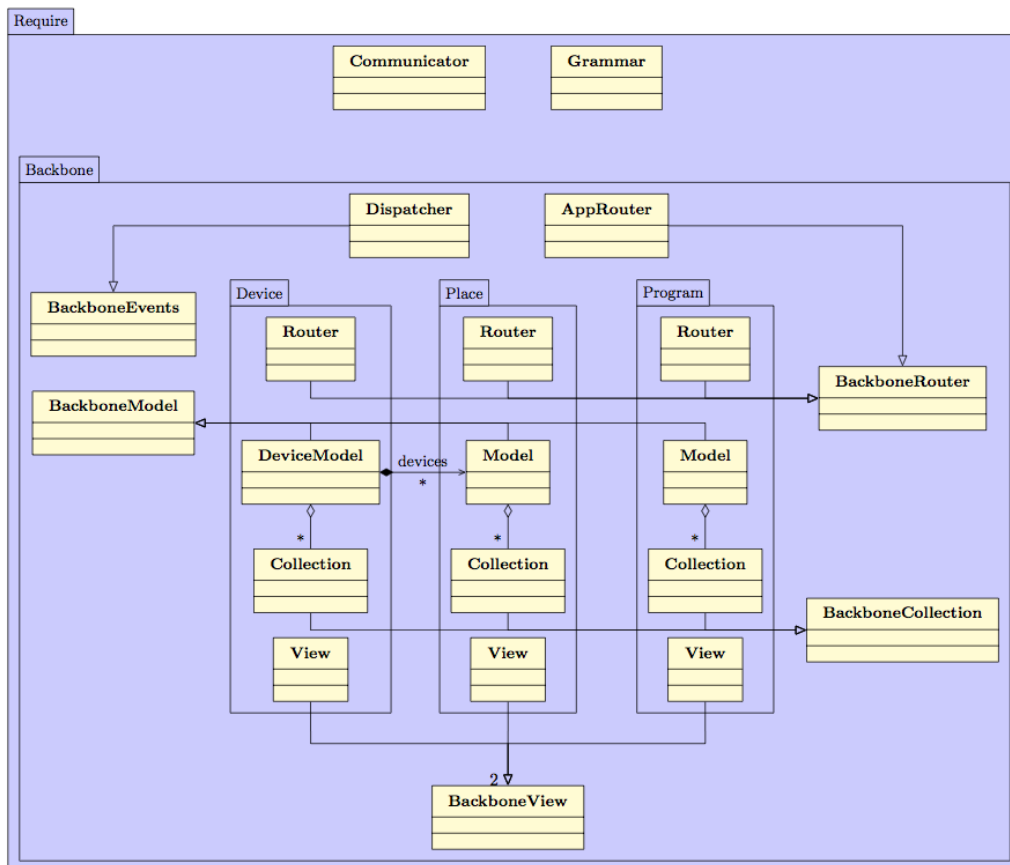 Require
Communicator
Grammar
Backbone
Dispatcher
AppRouter
Device
Place
Program
BackboneEvents
Router
Router
Router
BackboneRouter
BackboneModel
DeviceModel
devices
*
Model
Model
*
*
*
Collection
Collection
Collection
BackboneCollection
View
View
View
2
BackboneView